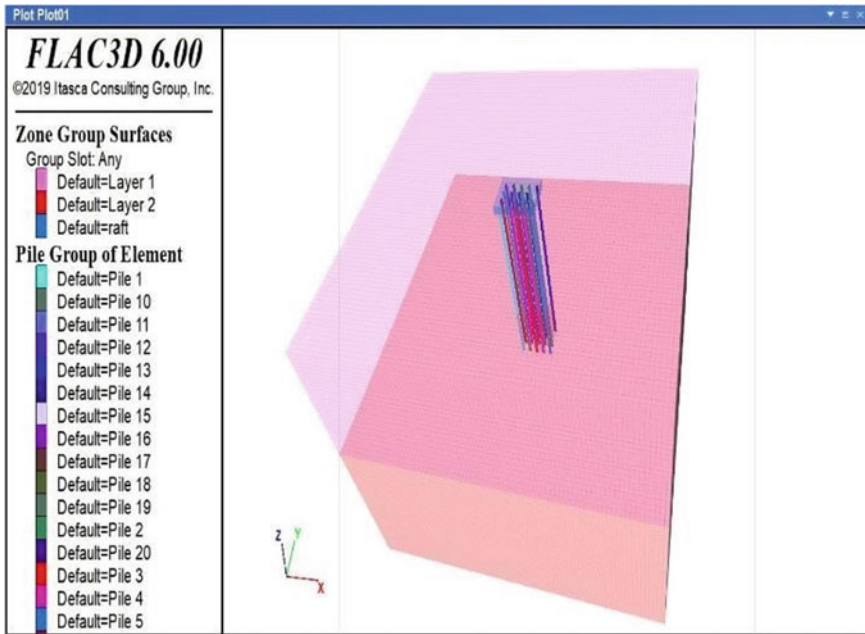 Plot Plot01
FLAC3D 6.00
©2019 Itasca Consulting Group, Inc.
Zone Group Surfaces
Group Slot: Any
Default=Layer 1
Default=Layer 2
Default=raft
Pile Group of Element
Default=Pile 1
Default=Pile 10
Default=Pile 11
Default=Pile 12
Default=Pile 13
Default=Pile 14
Default=Pile 15
Default=Pile 16
Default=Pile 17
Default=Pile 18
Default=Pile 19
Default=Pile 2
Default=Pile 20
Default=Pile 3
Default=Pile 4
Default=Pile 5
Z
Y
X